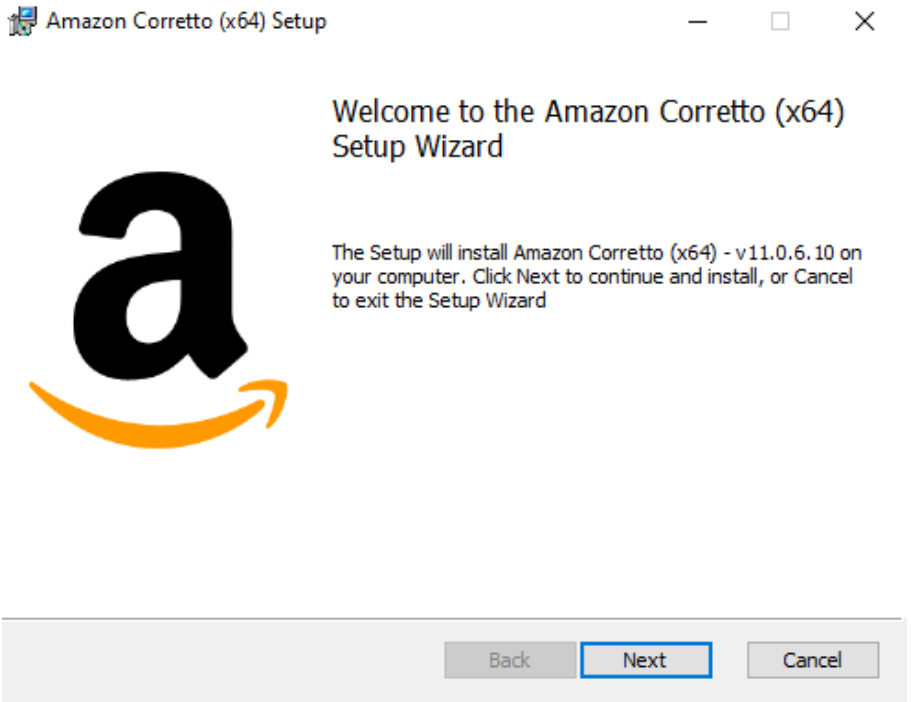 Amazon Corretto (x64) Setup
Welcome to the Amazon Corretto (x64)
Setup Wizard
The Setup will install Amazon Corretto (x64) - v11.0.6.10 on
your computer. Click Next to continue and install, or Cancel
to exit the Setup Wizard
a
Back Next Cancel